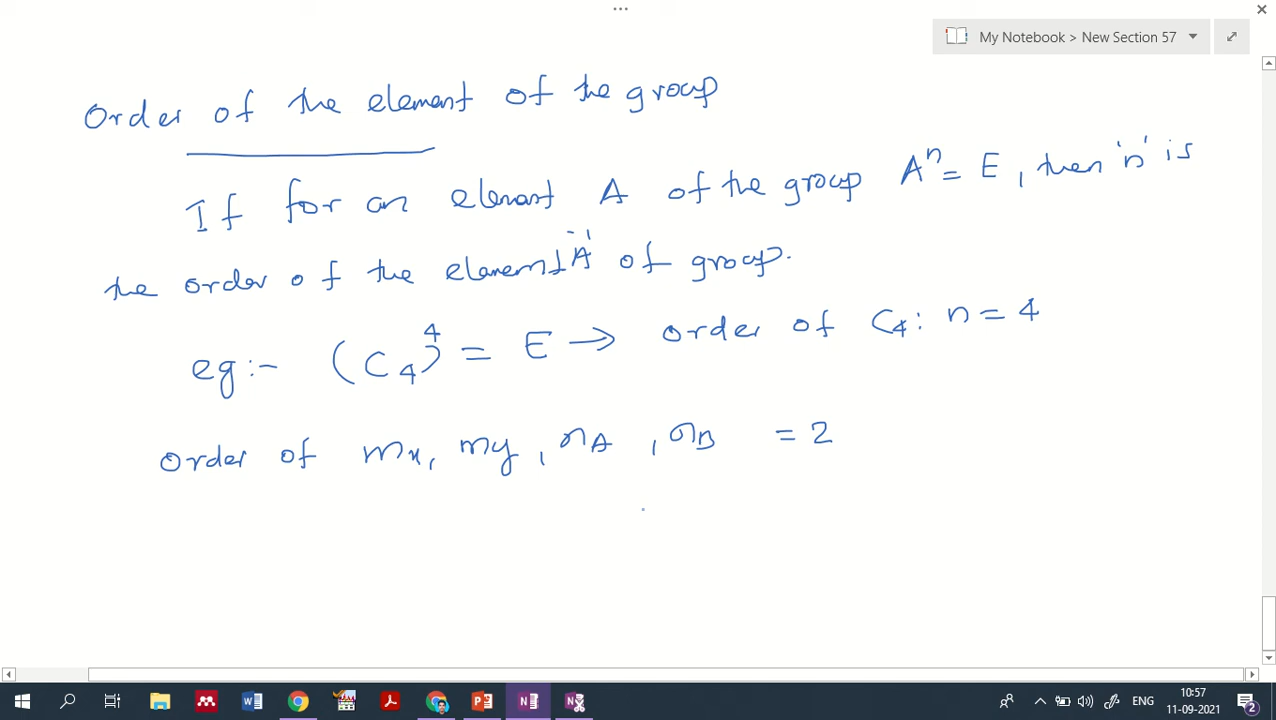 My Notebook > New Section 57
Order of the element of the group
If for an element A of the group Aⁿ = E, then 'n' is
the order of the element 'A' of group.
eg:- (C₄)⁴ = E → order of C₄: n = 4
Order of mx, my, σA, σB = 2
ENG
10:57
11-09-2021
2